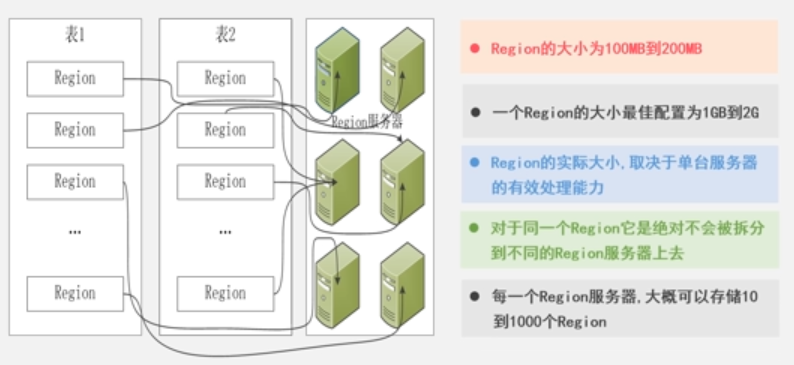 表1
Region
Region
Region
...
Region
表2
Region
Region
Region
...
Region
Region服务器
Region的大小为100MB到200MB
一个Region的大小最佳配置为1GB到2G
Region的实际大小,取决于单台服务器
的有效处理能力
对于同一个Region它是绝对不会被拆分
到不同的Region服务器上去
每一个Region服务器,大概可以存储10
到1000个Region